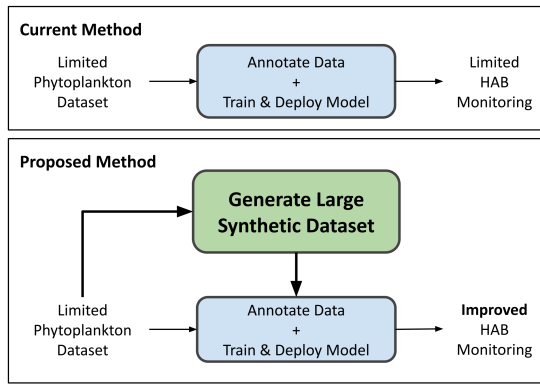 Current Method
Limited
Phytoplankton
Dataset
Annotate Data
+
Train & Deploy Model
Limited
HAB
Monitoring
Proposed Method
Generate Large
Synthetic Dataset
Limited
Phytoplankton
Dataset
Annotate Data
+
Train & Deploy Model
Improved
HAB
Monitoring